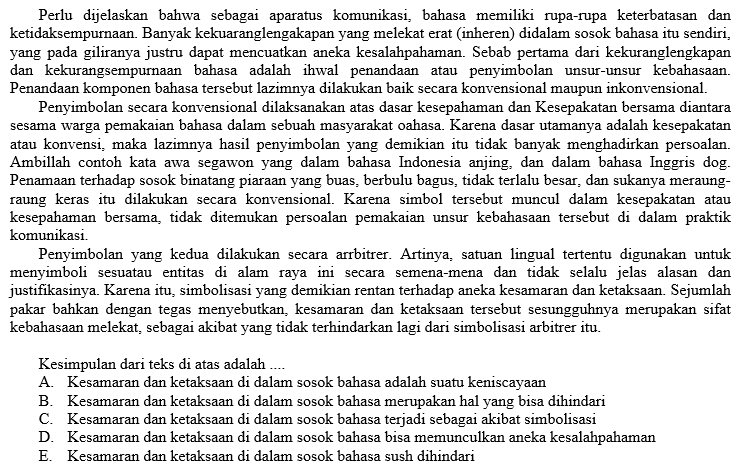 Perlu dijelaskan bahwa sebagai aparatus komunikasi, bahasa memiliki rupa-rupa keterbatasan dan
ketidaksempurnaan. Banyak kekuaranglengakapan yang melekat erat (inheren) didalam sosok bahasa itu sendiri,
yang pada giliranya justru dapat mencuatkan aneka kesalahpahaman. Sebab pertama dari kekuranglengkapan
dan kekurangsempurnaan bahasa adalah ihwal penandaan atau penyimbolan unsur-unsur kebahasaan.
Penandaan komponen bahasa tersebut lazimnya dilakukan baik secara konvensional maupun inkonvensional.
Penyimbolan secara konvensional dilaksanakan atas dasar kesepahaman dan Kesepakatan bersama diantara
sesama warga pemakaian bahasa dalam sebuah masyarakat oahasa. Karena dasar utamanya adalah kesepakatan
atau konvensi, maka lazimnya hasil penyimbolan yang demikian itu tidak banyak menghadirkan persoalan.
Ambillah contoh kata awa segawon yang dalam bahasa Indonesia anjing, dan dalam bahasa Inggris dog.
Penamaan terhadap sosok binatang piaraan yang buas, berbulu bagus, tidak terlalu besar, dan sukanya meraung-
raung keras itu dilakukan secara konvensional. Karena simbol tersebut muncul dalam kesepakatan atau
kesepahaman bersama, tidak ditemukan persoalan pemakaian unsur kebahasaan tersebut di dalam praktik
komunikasi.
Penyimbolan yang kedua dilakukan secara arrbitrer. Artinya, satuan lingual tertentu digunakan untuk
menyimboli sesuatau entitas di alam raya ini secara semena-mena dan tidak selalu jelas alasan dan
justifikasinya. Karena itu, simbolisasi yang demikian rentan terhadap aneka kesamaran dan ketaksaan. Sejumlah
pakar bahkan dengan tegas menyebutkan, kesamaran dan ketaksaan tersebut sesungguhnya merupakan sifat
kebahasaan melekat, sebagai akibat yang tidak terhindarkan lagi dari simbolisasi arbitrer itu.
Kesimpulan dari teks di atas adalah ....
A. Kesamaran dan ketaksaan di dalam sosok bahasa adalah suatu keniscayaan
B. Kesamaran dan ketaksaan di dalam sosok bahasa merupakan hal yang bisa dihindari
C. Kesamaran dan ketaksaan di dalam sosok bahasa terjadi sebagai akibat simbolisasi
D. Kesamaran dan ketaksaan di dalam sosok bahasa bisa memunculkan aneka kesalahpahaman
E. Kesamaran dan ketaksaan di dalam sosok bahasa sush dihindari